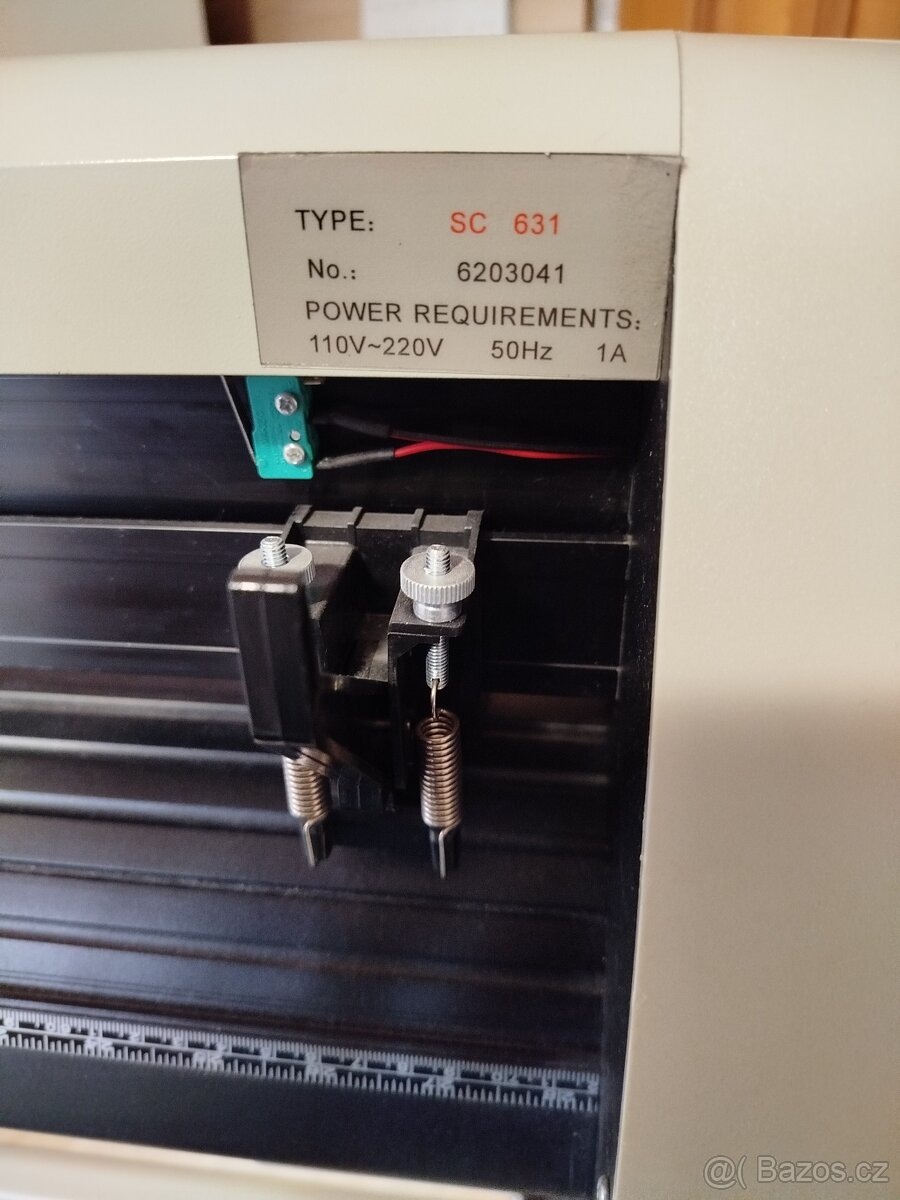 TYPE: SC 631
No.: 6203041
POWER REQUIREMENTS:
110V~220V 50Hz 1A
@( Bazos.cz